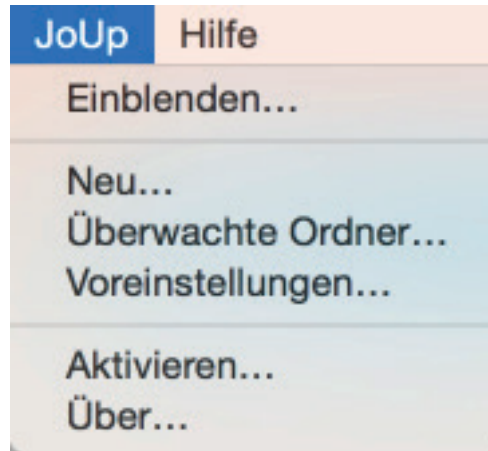 JoUp Hilfe
Einblenden...
Neu...
Überwachte Ordner...
Voreinstellungen...
Aktivieren...
Über...